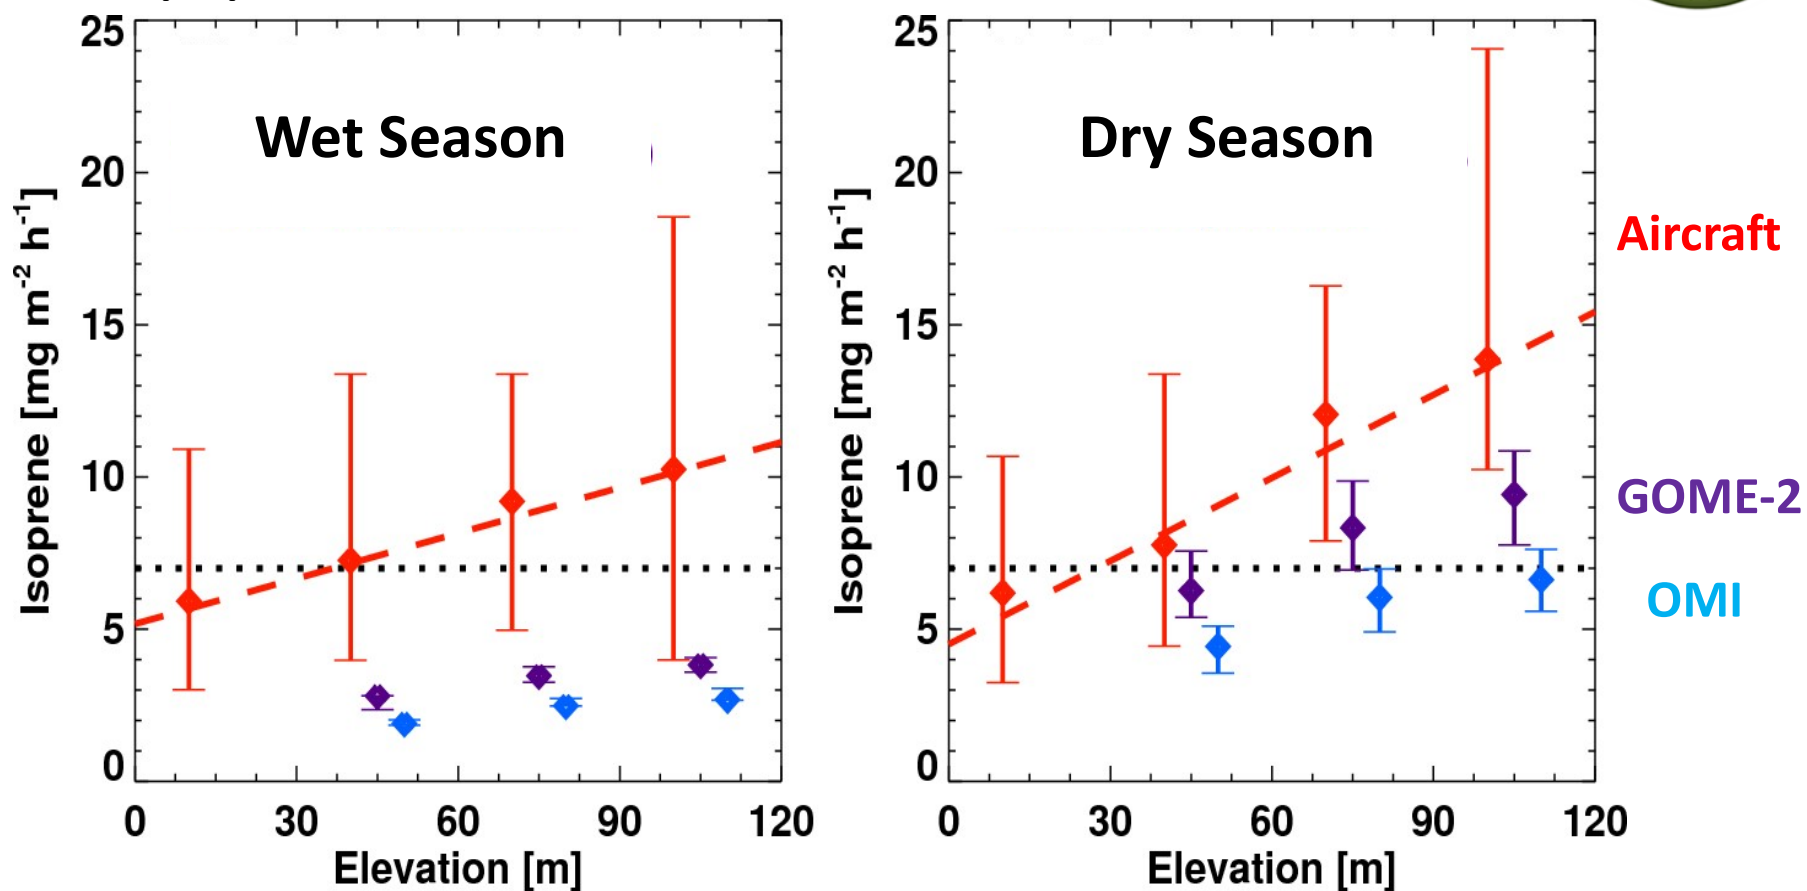 25
20
15
10
5
0
Isoprene [mg m⁻² h⁻¹]
Wet Season
0 30 60 90 120
Elevation [m]
25
20
15
10
5
0
Isoprene [mg m⁻² h⁻¹]
Dry Season
0 30 60 90 120
Elevation [m]
Aircraft
GOME-2
OMI